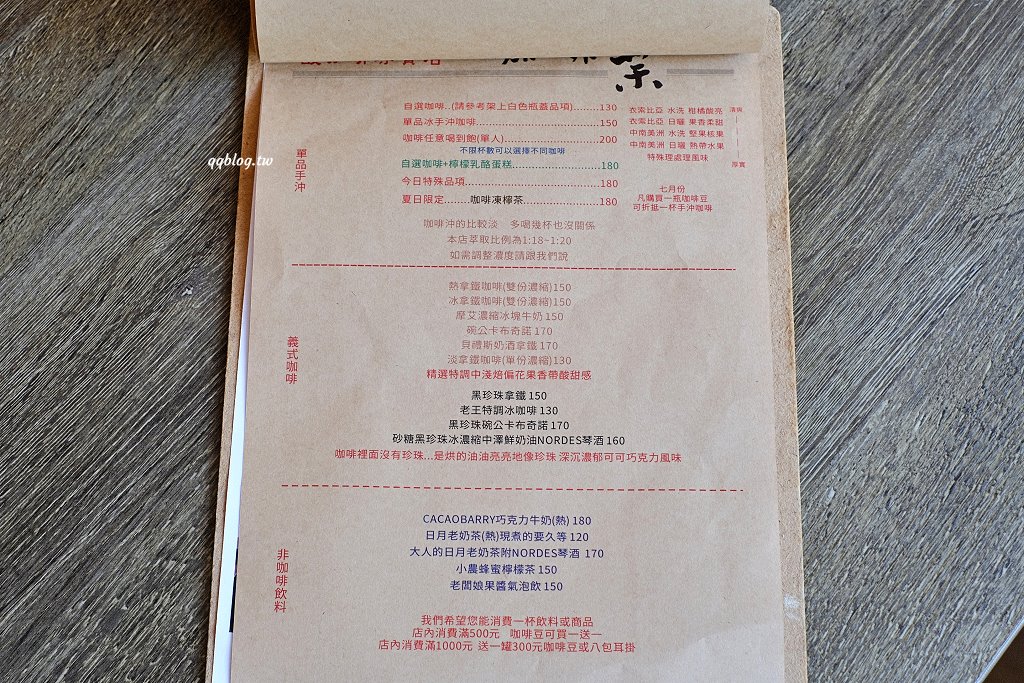 自選咖啡..(請參考架上白色瓶蓋品項)........130
單品冰手沖咖啡...............................150
咖啡任意喝到飽(單人).......................200
不限杯數可以選擇不同咖啡
自選咖啡+檸檬乳酪蛋糕......................180
今日特殊品項..................................180
夏日限定.......咖啡凍檸茶...................180
衣索比亞 水洗 柑橘酸亮
清爽
衣索比亞 日曬 果香柔甜
中南美洲 水洗 堅果核果
中南美洲 日曬 熱帶水果
特殊理處理風味
厚實
七月份
凡購買一瓶咖啡豆
可折抵一杯手沖咖啡
單品手沖
qqblog.tw
咖啡沖的比較淡 多喝幾杯也沒關係
本店萃取比例為1:18~1:20
如需調整濃度請跟我們說
義式咖啡
熱拿鐵咖啡(雙份濃縮)150
冰拿鐵咖啡(雙份濃縮)150
摩艾濃縮冰塊牛奶 150
碗公卡布奇諾 170
貝禮斯奶酒拿鐵 170
淡拿鐵咖啡(單份濃縮)130
精選特調中淺焙偏花果香帶酸甜感
黑珍珠拿鐵 150
老王特調冰咖啡 130
黑珍珠碗公卡布奇諾 170
砂糖黑珍珠冰濃縮中澤鮮奶油NORDES琴酒 160
咖啡裡面沒有珍珠...是烘的油油亮亮地像珍珠 深沉濃郁可可巧克力風味
非咖啡飲料
CACAOBARRY巧克力牛奶(熱) 180
日月老奶茶(熱)現煮的要久等 120
大人的日月老奶茶附NORDES琴酒 170
小農蜂蜜檸檬茶 150
老闆娘果醬氣泡飲 150
我們希望您能消費一杯飲料或商品
店內消費滿500元 咖啡豆可買一送一
店內消費滿1000元 送一罐300元咖啡豆或八包耳掛